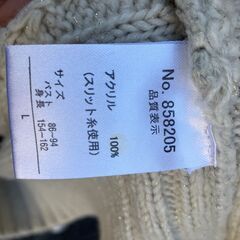 No. 858205
品質表示
アクリル 100%
(スリット糸使用)
サイズ
バスト 86-94
身長 154-162
L